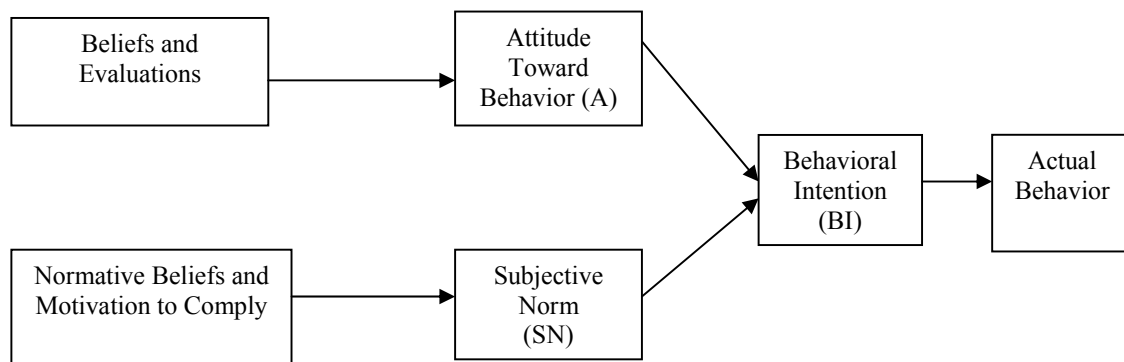 Beliefs and
Evaluations
Attitude
Toward
Behavior (A)
Behavioral
Intention
(BI)
Actual
Behavior
Normative Beliefs and
Motivation to Comply
Subjective
Norm
(SN)